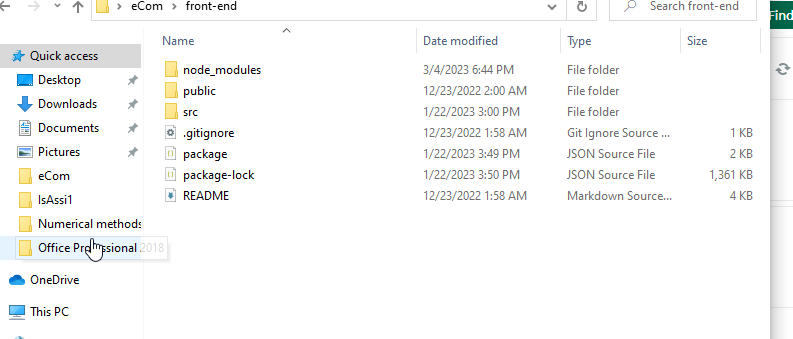 eCom > front-end
Search front-end
Find
Name Date modified Type Size
Quick access
Desktop
Downloads
Documents
Pictures
eCom
IsAssi1
Numerical methods
Office Professional 2018
OneDrive
This PC
node_modules 3/4/2023 6:44 PM File folder
public 12/23/2022 2:00 AM File folder
src 1/22/2023 3:00 PM File folder
.gitignore 12/23/2022 1:58 AM Git Ignore Source ... 1 KB
package 1/22/2023 3:49 PM JSON Source File 2 KB
package-lock 1/22/2023 3:50 PM JSON Source File 1,361 KB
README 12/23/2022 1:58 AM Markdown Source... 4 KB